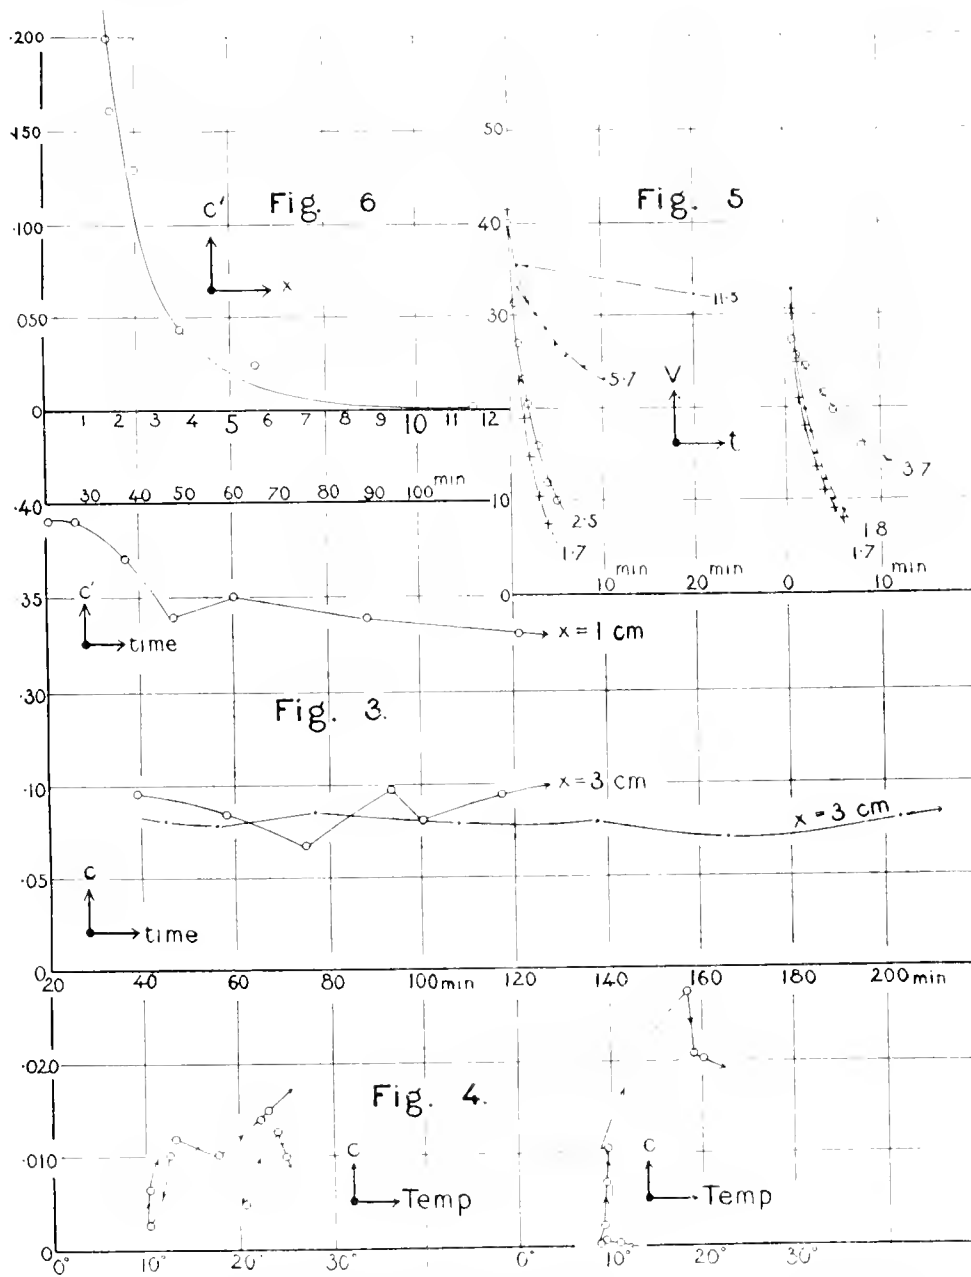 ·200
·150
50
Fig. 6
Fig. 5
C'
x
·100
40
11·5
30
050
5·7
V
t
0
1 2 3 4 5 6 7 8 9 10 11 12
3·7
30 40 50 60 70 80 90 100 min
10
·40
2·5
1·8
1·7
1·7
10 min
20 min
0
10 min
0
·35
C'
time
x = 1 cm
·30
Fig. 3.
·10
x = 3 cm
x = 3 cm
·05
C
time
0
20 40 60 80 100 min 120 140 160 180 200 min
·020
Fig. 4.
·010
C
Temp
C
Temp
0
0° 10° 20° 30° 0° 10° 20° 30°